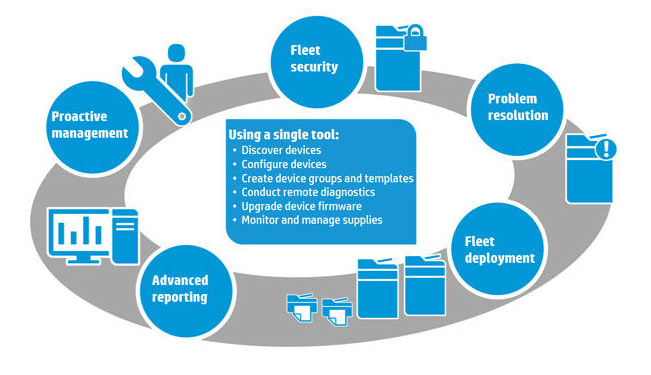 Fleet
security
Problem
resolution
Proactive
management
Using a single tool:
• Discover devices
• Configure devices
• Create device groups and templates
• Conduct remote diagnostics
• Upgrade device firmware
• Monitor and manage supplies
Fleet
deployment
Advanced
reporting